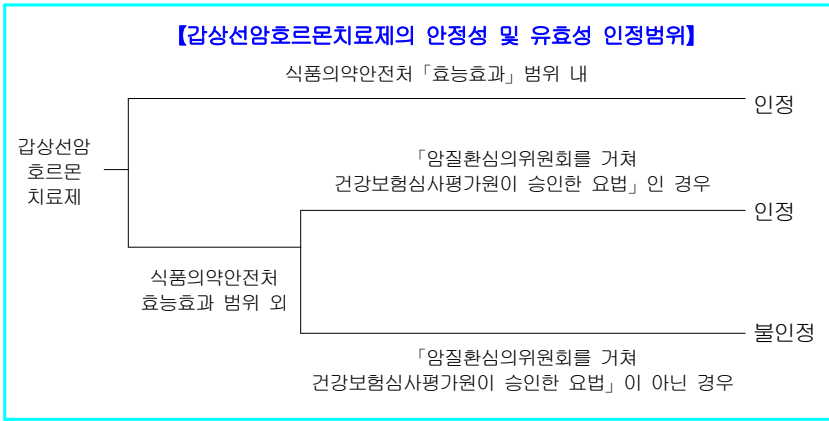 【갑상선암호르몬치료제의 안정성 및 유효성 인정범위】
식품의약안전처「효능효과」범위 내
인정
갑상선암
호르몬
치료제
「암질환심의위원회를 거쳐
건강보험심사평가원이 승인한 요법」인 경우
인정
식품의약안전처
효능효과 범위 외
불인정
「암질환심의위원회를 거쳐
건강보험심사평가원이 승인한 요법」이 아닌 경우